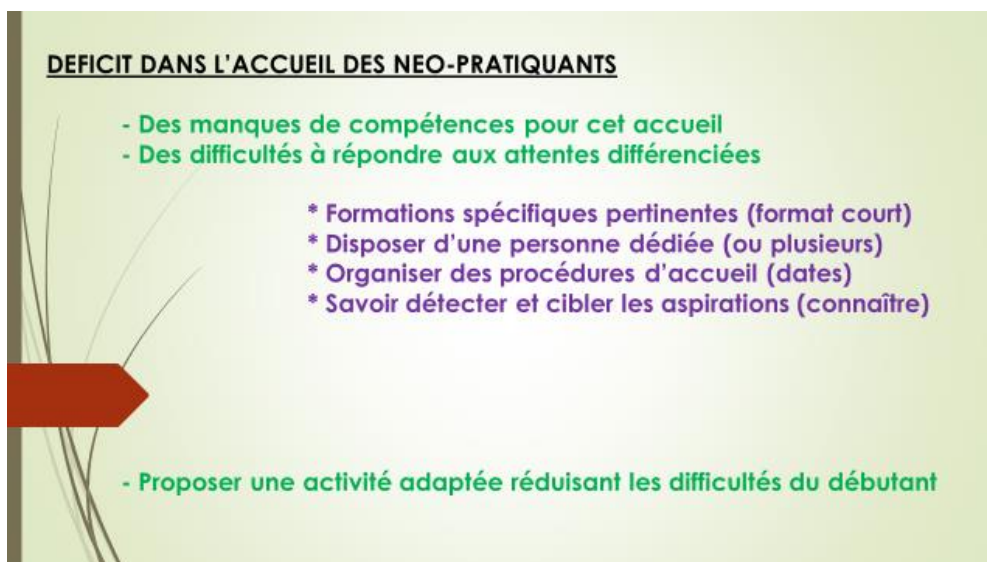 DEFICIT DANS L'ACCUEIL DES NEO-PRATIQUANTS
- Des manques de compétences pour cet accueil
- Des difficultés à répondre aux attentes différenciées
* Formations spécifiques pertinentes (format court)
* Disposer d'une personne dédiée (ou plusieurs)
* Organiser des procédures d'accueil (dates)
* Savoir détecter et cibler les aspirations (connaître)
- Proposer une activité adaptée réduisant les difficultés du débutant